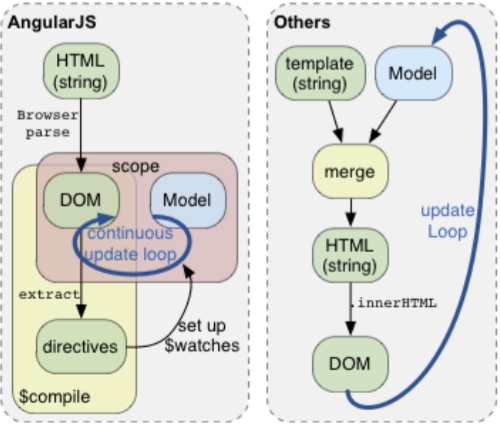 AngularJS
HTML
(string)
Browser
parse
scope
DOM
Model
continuous
update loop
extract
set up
$watches
directives
$compile
Others
template
(string)
Model
merge
update
Loop
HTML
(string)
.innerHTML
DOM